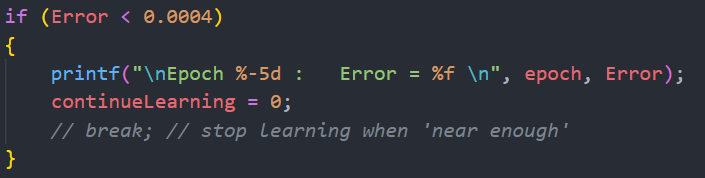 if (Error < 0.0004)
{
    printf("\nEpoch %-5d :   Error = %f \n", epoch, Error);
    continueLearning = 0;
    // break; // stop learning when 'near enough'
}